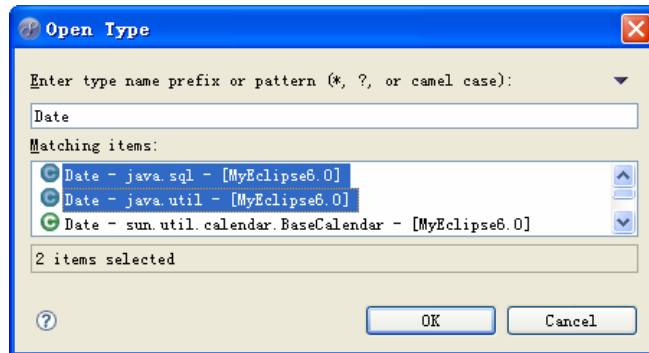 Open Type
Enter type name prefix or pattern (*, ?, or camel case):
Date
Matching items:
Date - java.sql - [MyEclipse6.0]
Date - java.util - [MyEclipse6.0]
Date - sun.util.calendar.BaseCalendar - [MyEclipse6.0]
2 items selected
OK Cancel